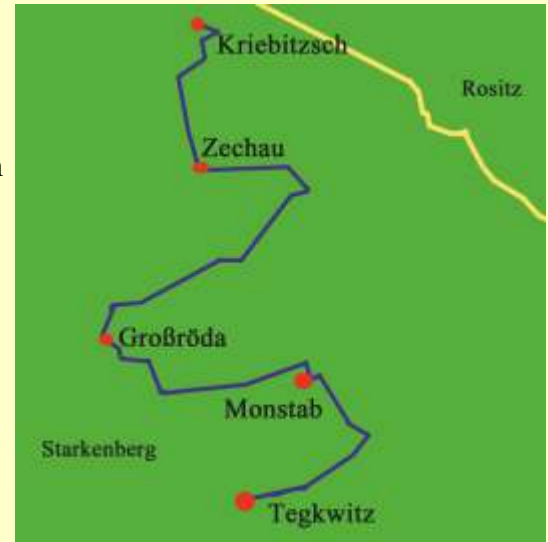 Kriebitzsch
Rositz
Zechau
Großröda
Monstab
Starkenberg
Tegkwitz